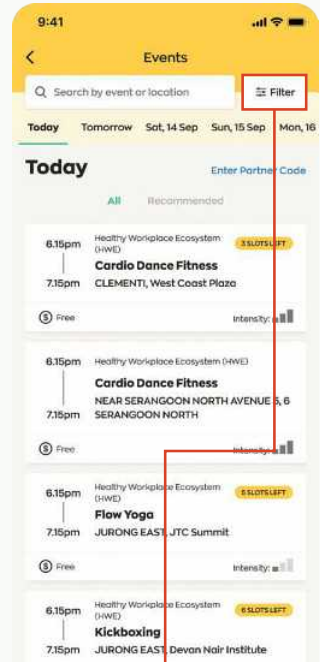 9:41
Events
Search by event or location
Filter
Today Tomorrow Sat, 14 Sep Sun, 15 Sep Mon, 16
Today
Enter Partner Code
All Recommended
6.15pm
Healthy Workplace Ecosystem
(HWE)
3 SLOTS LEFT
Cardio Dance Fitness
7.15pm
CLEMENTI, West Coast Plaza
Free
Intensity:
6.15pm
Healthy Workplace Ecosystem (HWE)
Cardio Dance Fitness
NEAR SERANGOON NORTH AVENUE 5, 6
7.15pm
SERANGOON NORTH
Free
Intensity:
6.15pm
Healthy Workplace Ecosystem
(HWE)
6 SLOTS LEFT
Flow Yoga
7.15pm
JURONG EAST, JTC Summit
Free
Intensity:
6.15pm
Healthy Workplace Ecosystem
(HWE)
6 SLOTS LEFT
Kickboxing
7.15pm
JURONG EAST, Devan Nair Institute